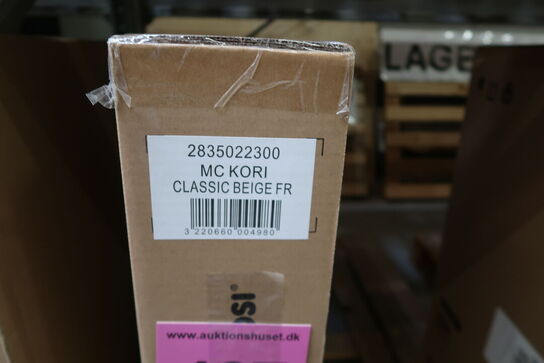 LAGE
2835022300
MC KORI
CLASSIC BEIGE FR
3 220660 004980
www.auktionshuset.dk